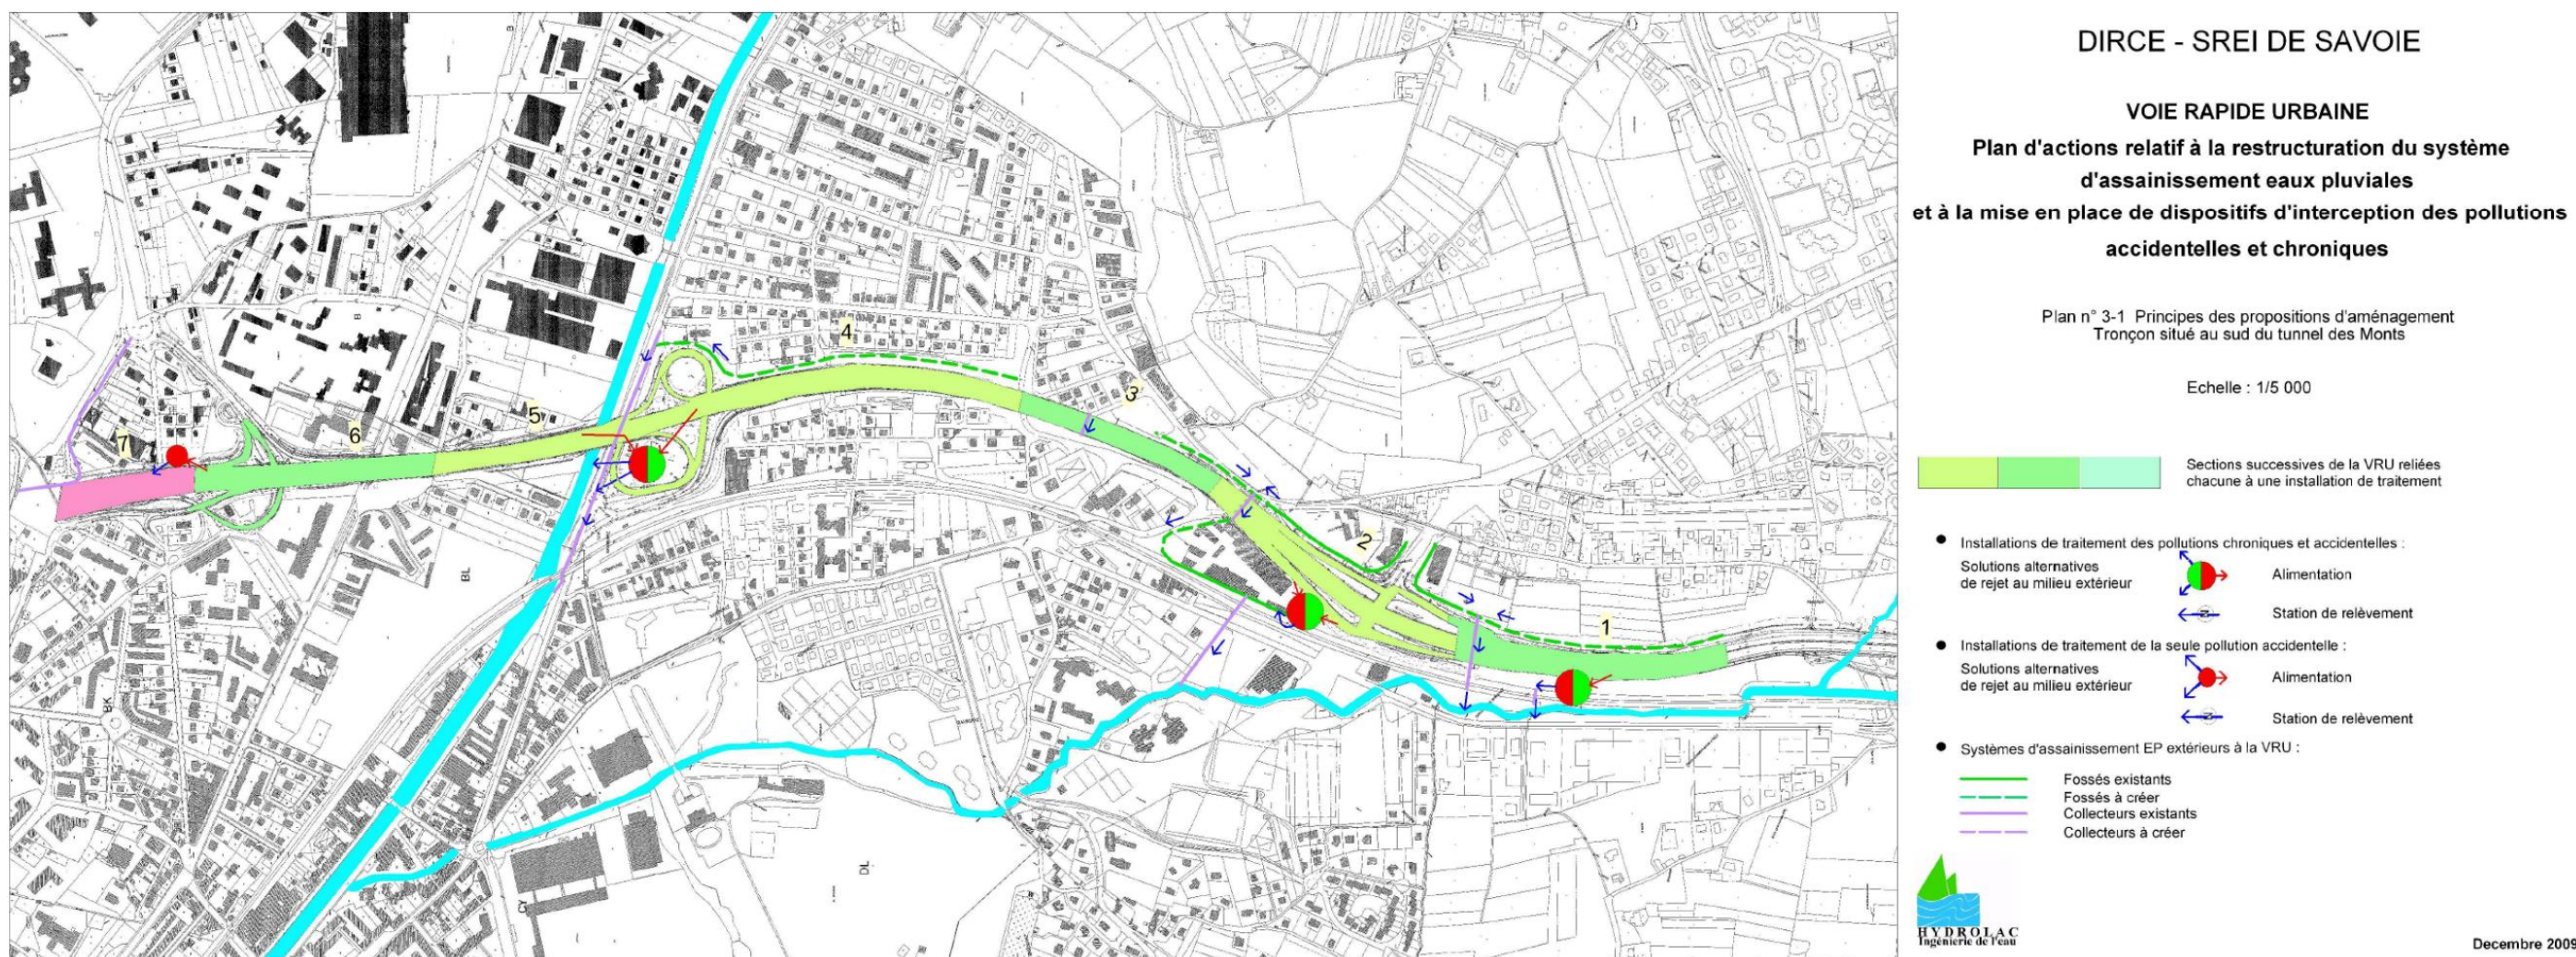 DIRCE - SREI DE SAVOIE
VOIE RAPIDE URBAINE
Plan d'actions relatif à la restructuration du système
d'assainissement eaux pluviales
et à la mise en place de dispositifs d'interception des pollutions
accidentelles et chroniques
Plan n° 3-1 Principes des propositions d'aménagement
Tronçon situé au sud du tunnel des Monts
Echelle : 1/5 000
Sections successives de la VRU reliées
chacune à une installation de traitement
Installations de traitement des pollutions chroniques et accidentelles :
Solutions alternatives
de rejet au milieu extérieur
Alimentation
Station de relèvement
Installations de traitement de la seule pollution accidentelle :
Solutions alternatives
de rejet au milieu extérieur
Alimentation
Station de relèvement
Systèmes d'assainissement EP extérieurs à la VRU :
Fossés existants
Fossés à créer
Collecteurs existants
Collecteurs à créer
HYDROLAC
Ingénierie de l'eau
Decembre 2009
7
6
5
4
3
2
1
BL
BK
CY
DL